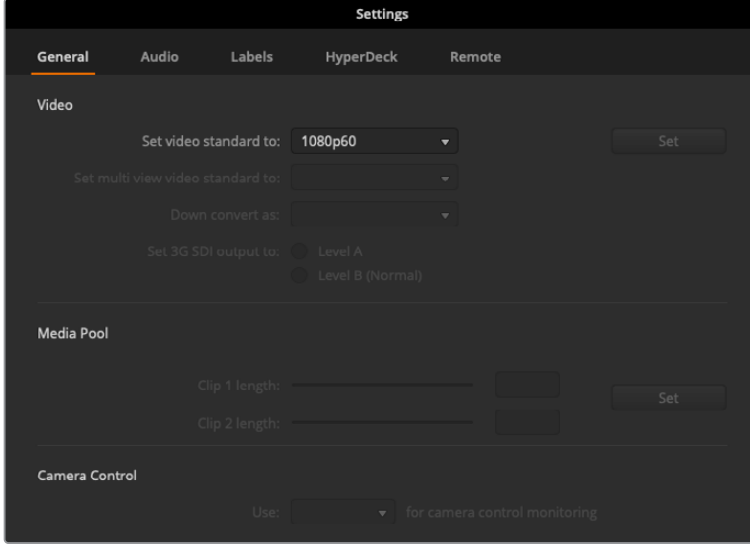 Settings
General Audio Labels HyperDeck Remote
Video
Set video standard to: 1080p60 Set
Set multi view video standard to:
Down convert as:
Set 3G SDI output to: Level A
Level B (Normal)
Media Pool
Clip 1 length:
Set
Clip 2 length:
Camera Control
Use: for camera control monitoring